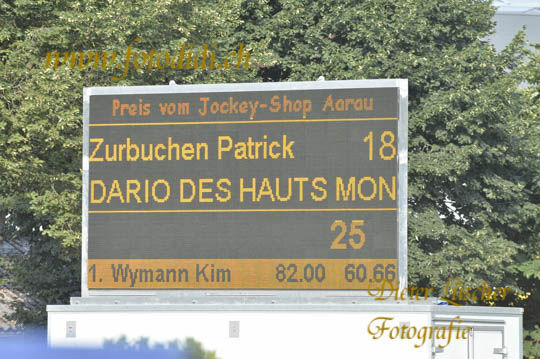 www.fotodili.ch
Preis vom Jockey-Shop Aarau
Zurbuchen Patrick 18
DARIO DES HAUTS MON
25
1. Wymann Kim 82.00 60.66
Dieter Lüscher
Fotografie